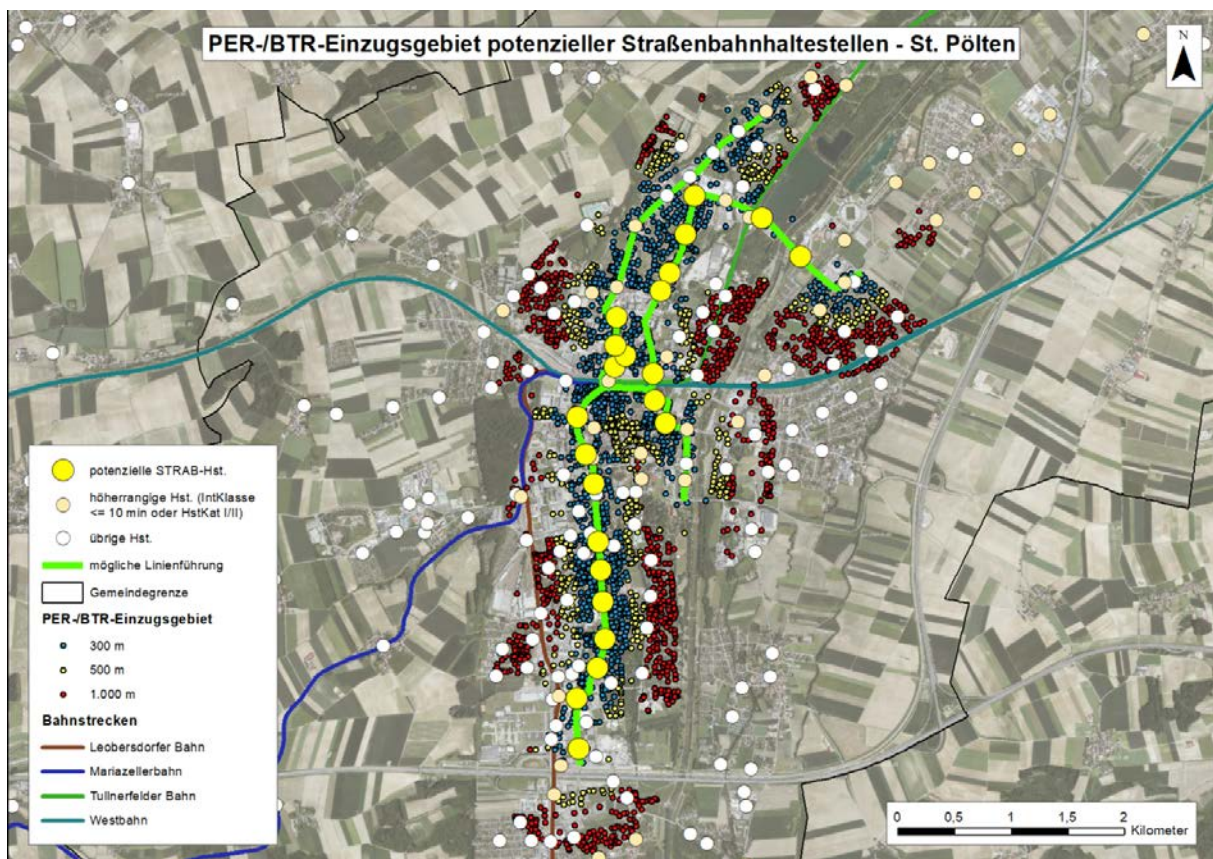 PER-/BTR-Einzugsgebiet potenzieller Straßenbahnhaltestellen - St. Pölten
N
potenzielle STRAB-Hst.
höherrangige Hst. (IntKlasse
<= 10 min oder HstKat I/II)
übrige Hst.
mögliche Linienführung
Gemeindegrenze
PER-/BTR-Einzugsgebiet
300 m
500 m
1.000 m
Bahnstrecken
Leobersdorfer Bahn
Mariazellerbahn
Tullnerfelder Bahn
Westbahn
0 0,5 1 1,5 2
Kilometer